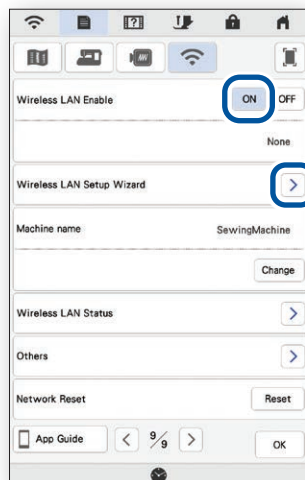 Wireless LAN Enable ON OFF
None
Wireless LAN Setup Wizard >
Machine name SewingMachine
Change
Wireless LAN Status >
Others >
Network Reset Reset
App Guide < 9/9 > OK